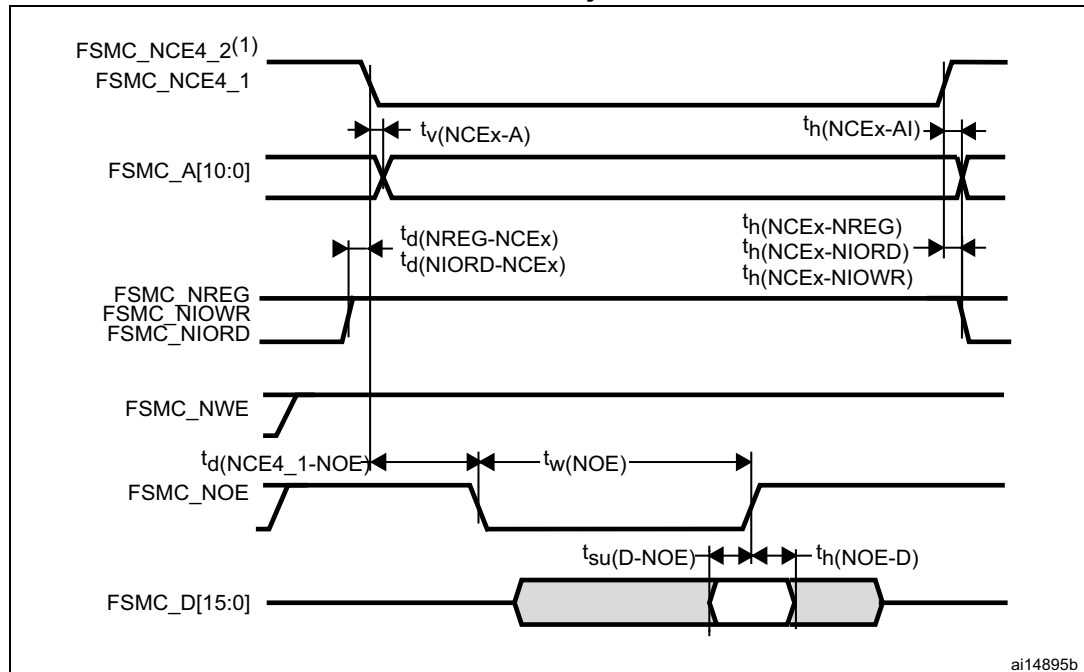 FSMC_NCE4_2(1)
FSMC_NCE4_1
tv(NCEx-A)
th(NCEx-AI)
FSMC_A[10:0]
td(NREG-NCEx)
td(NIORD-NCEx)
th(NCEx-NREG)
th(NCEx-NIORD)
th(NCEx-NIOWR)
FSMC_NREG
FSMC_NIOWR
FSMC_NIORD
FSMC_NWE
td(NCE4_1-NOE)
tw(NOE)
FSMC_NOE
tsu(D-NOE)
th(NOE-D)
FSMC_D[15:0]
ai14895b